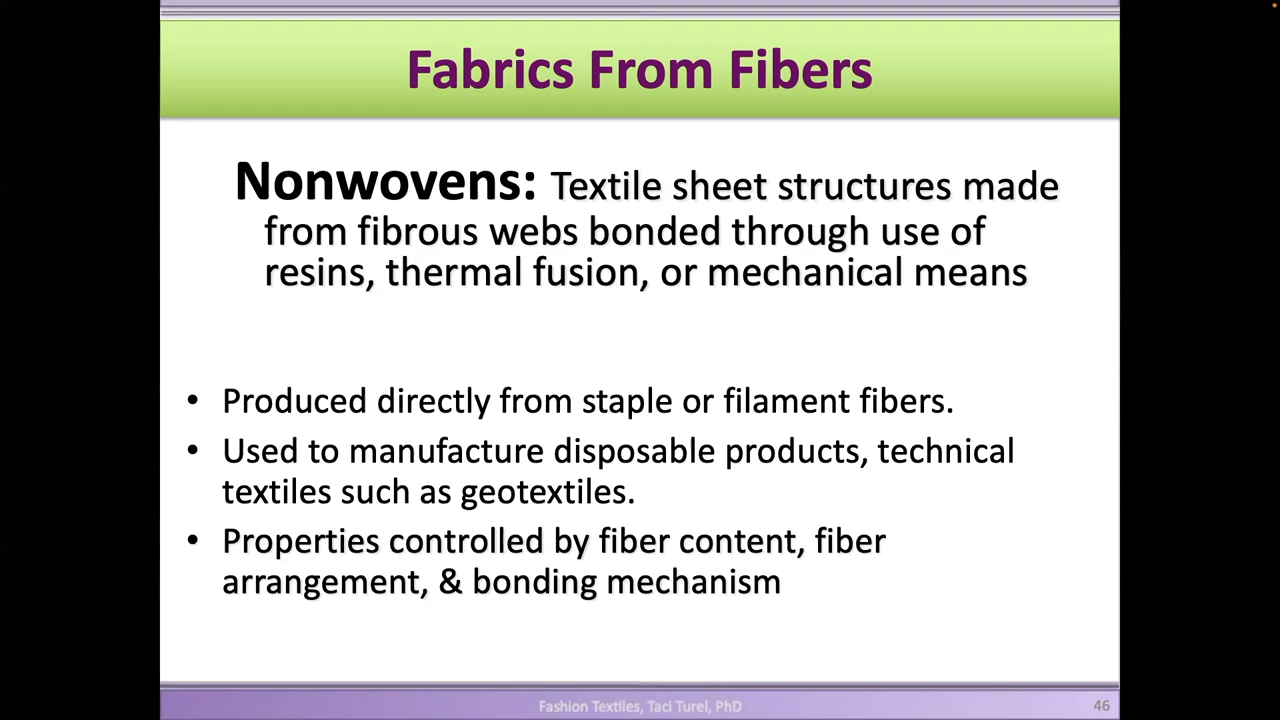 Fabrics From Fibers
Nonwovens: Textile sheet structures made
from fibrous webs bonded through use of
resins, thermal fusion, or mechanical means
• Produced directly from staple or filament fibers.
• Used to manufacture disposable products, technical
textiles such as geotextiles.
• Properties controlled by fiber content, fiber
arrangement, & bonding mechanism
Fashion Textiles, Taci Turel, PhD
46